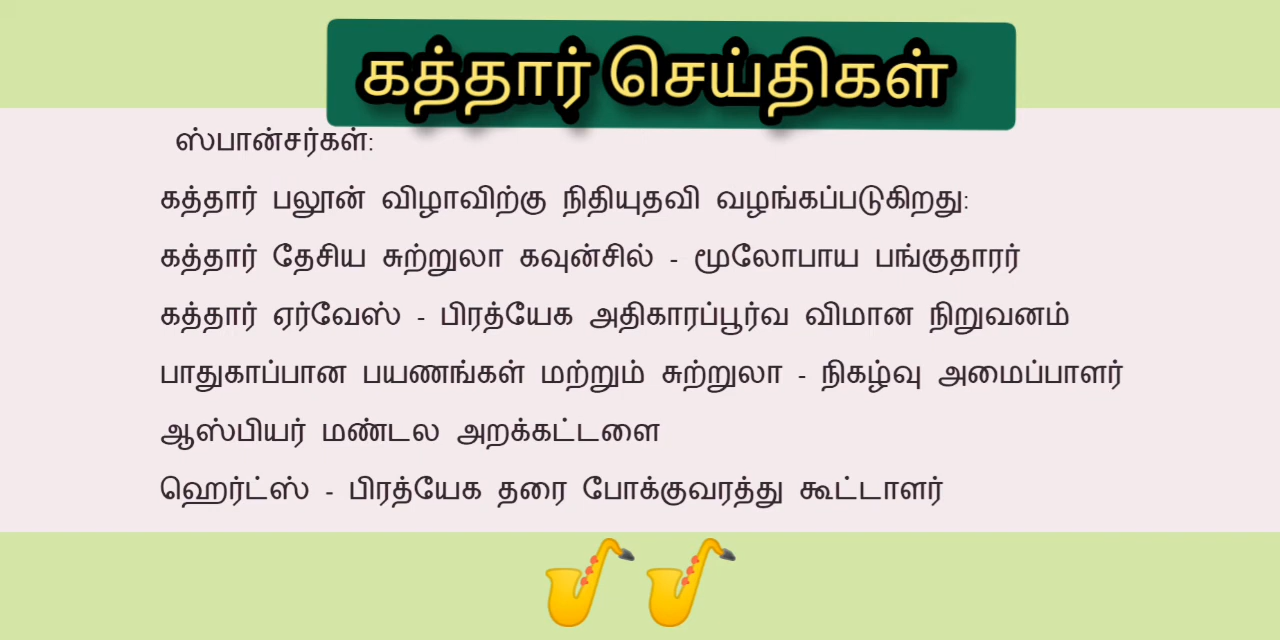 கத்தார் செய்திகள்
ஸ்பான்சர்கள்:
கத்தார் பலூன் விழாவிற்கு நிதியுதவி வழங்கப்படுகிறது:
கத்தார் தேசிய சுற்றுலா கவுன்சில் - மூலோபாய பங்குதாரர்
கத்தார் ஏர்வேஸ் - பிரத்யேக அதிகாரப்பூர்வ விமான நிறுவனம்
பாதுகாப்பான பயணங்கள் மற்றும் சுற்றுலா - நிகழ்வு அமைப்பாளர்
ஆஸ்பியர் மண்டல அறக்கட்டளை
ஹெர்ட்ஸ் - பிரத்யேக தரை போக்குவரத்து கூட்டாளர்